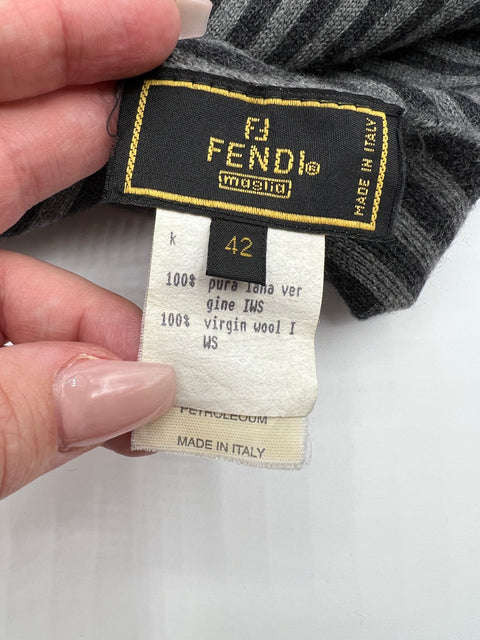 FENDI®
maglia
MADE IN ITALY
42
k
100% pura lana ver
gine IWS
100% virgin wool I
WS
PETROLEOUM
MADE IN ITALY